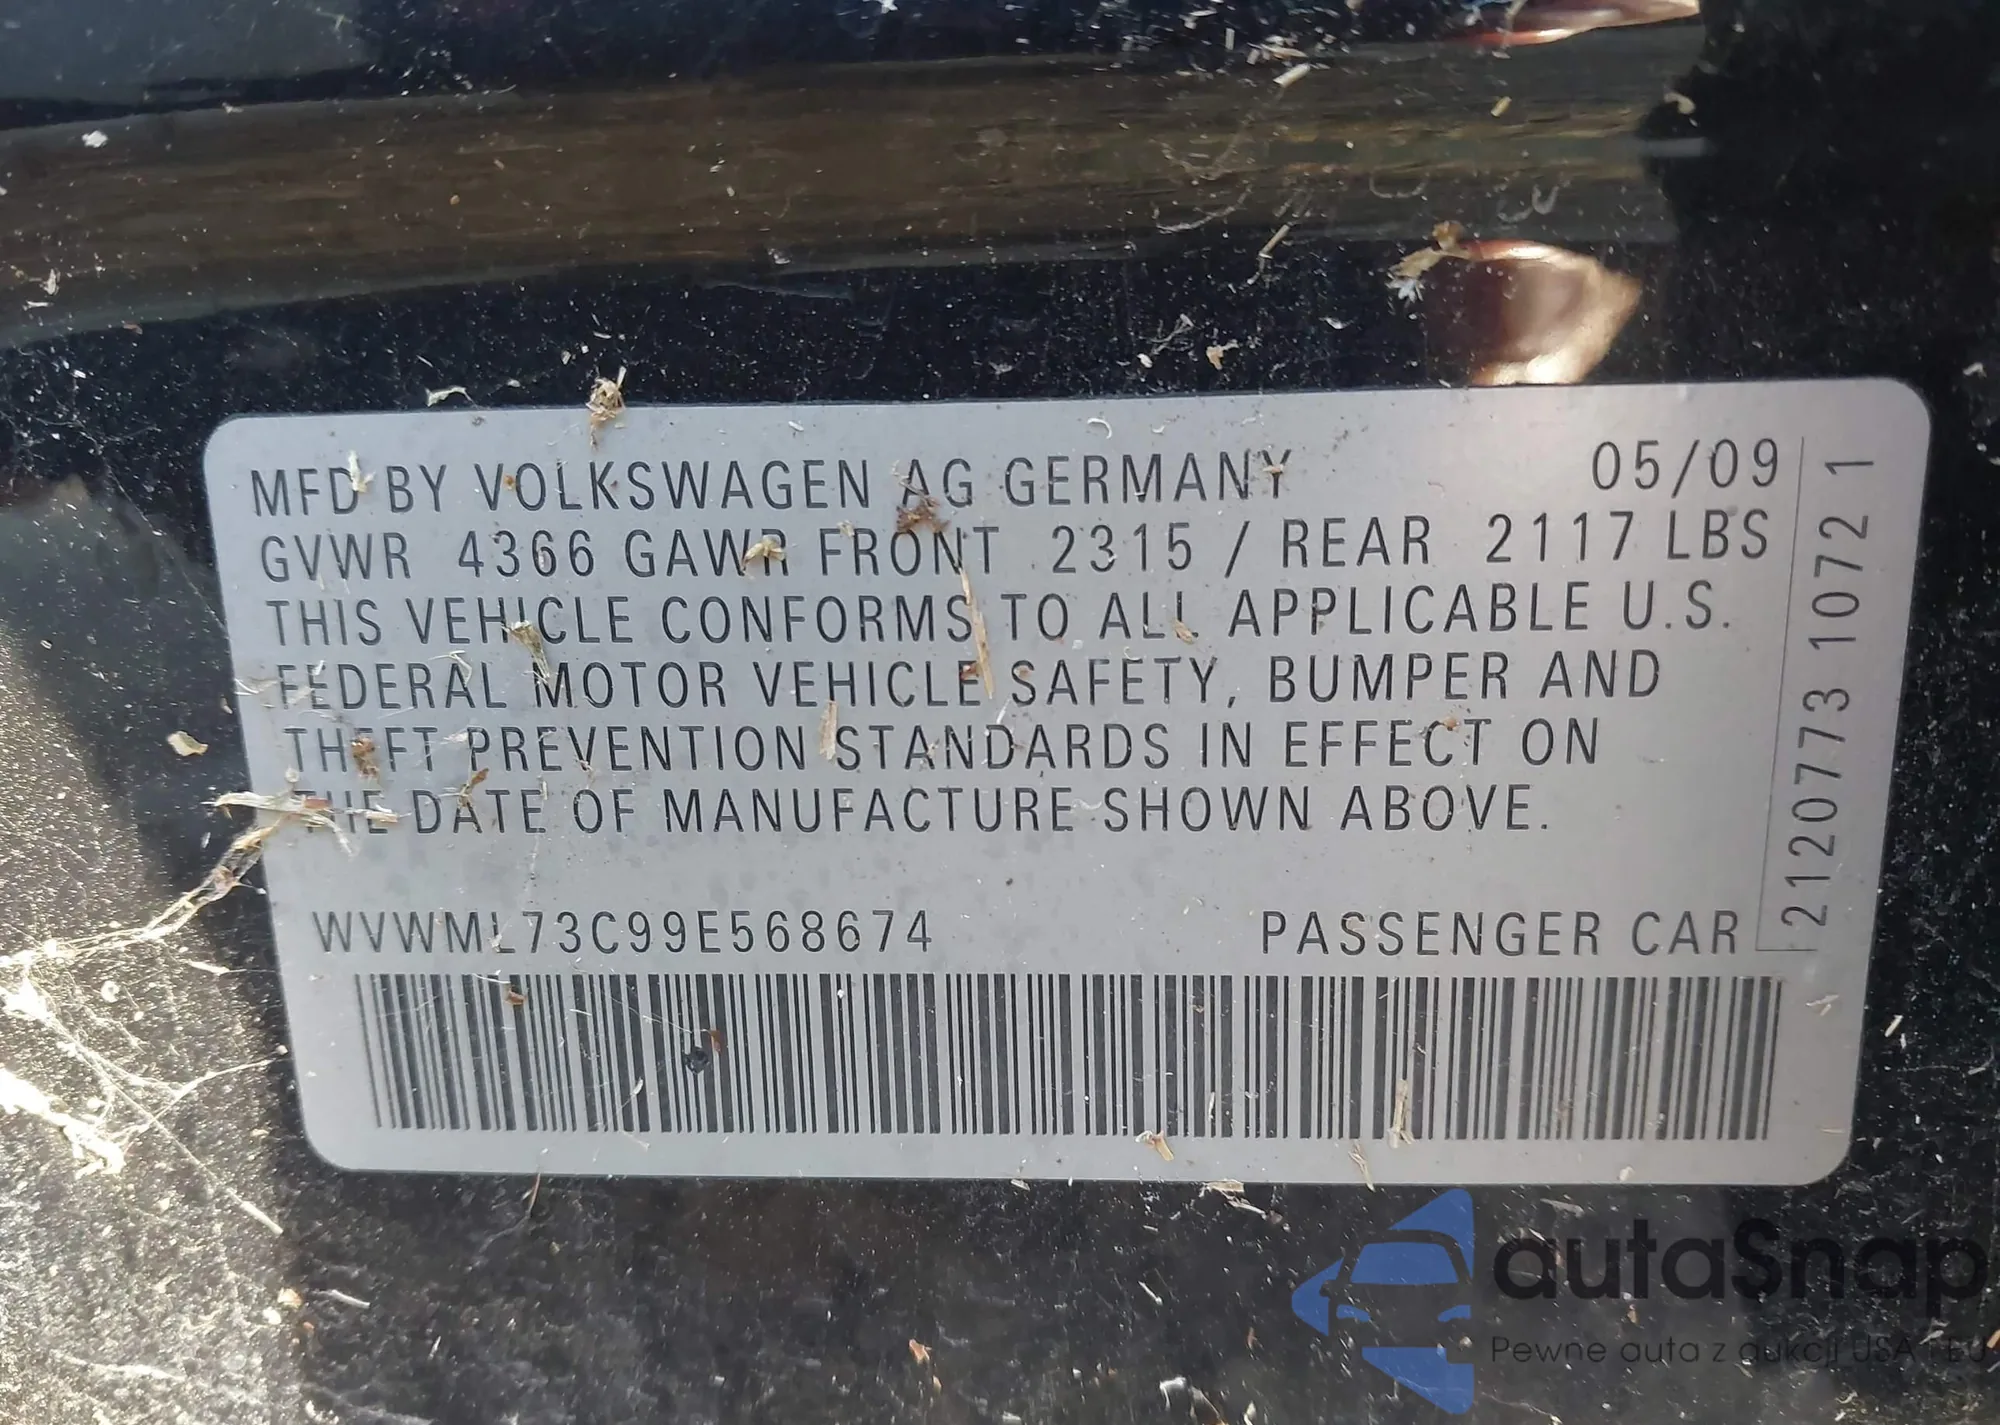 MFD BY VOLKSWAGEN AG GERMANY 05/09
GVWR 4366 GAWR FRONT 2315 / REAR 2117 LBS
THIS VEHICLE CONFORMS TO ALL APPLICABLE U.S.
FEDERAL MOTOR VEHICLE SAFETY, BUMPER AND
THEFT PREVENTION STANDARDS IN EFFECT ON
THE DATE OF MANUFACTURE SHOWN ABOVE.
WVWML73C99E568674 PASSENGER CAR
2120773 1072 1
autaSnap
Pewne auta z aukcji USA i EU